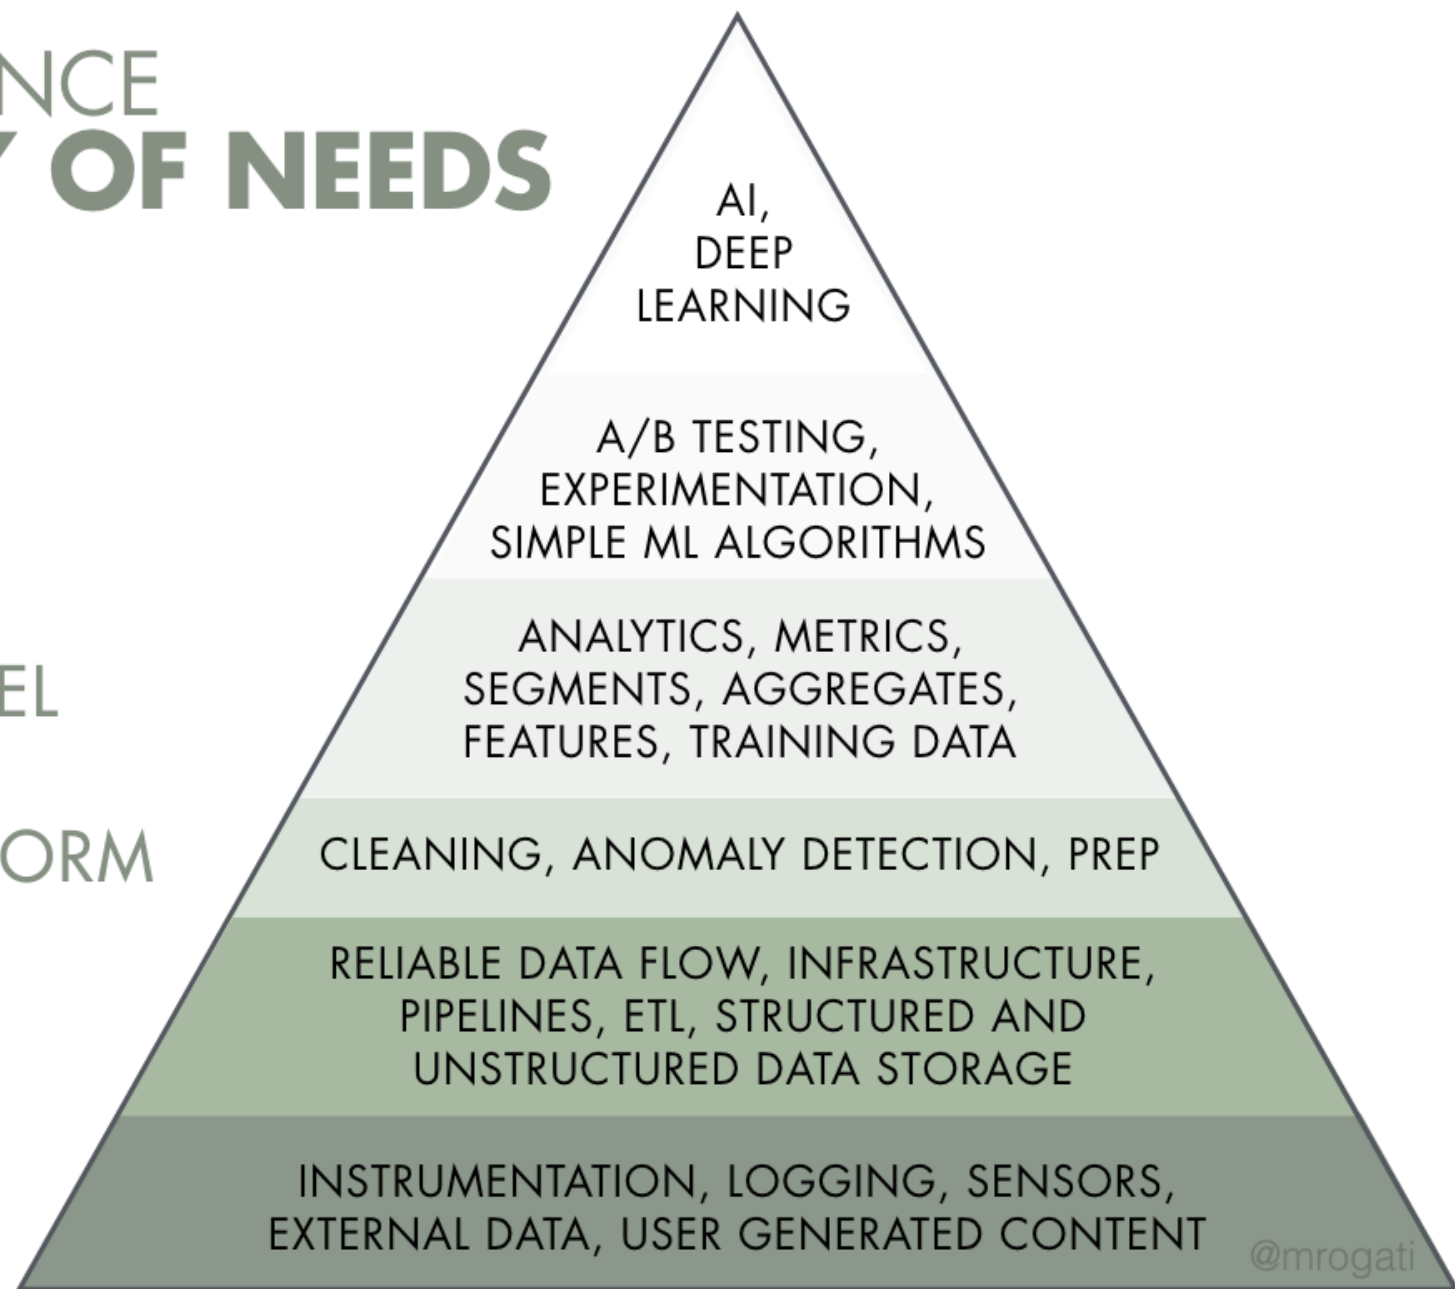 NCE
Y OF NEEDS
AI,
DEEP
LEARNING
A/B TESTING,
EXPERIMENTATION,
SIMPLE ML ALGORITHMS
ANALYTICS, METRICS,
SEGMENTS, AGGREGATES,
FEATURES, TRAINING DATA
EL
CLEANING, ANOMALY DETECTION, PREP
ORM
RELIABLE DATA FLOW, INFRASTRUCTURE,
PIPELINES, ETL, STRUCTURED AND
UNSTRUCTURED DATA STORAGE
INSTRUMENTATION, LOGGING, SENSORS,
EXTERNAL DATA, USER GENERATED CONTENT
@mrogati